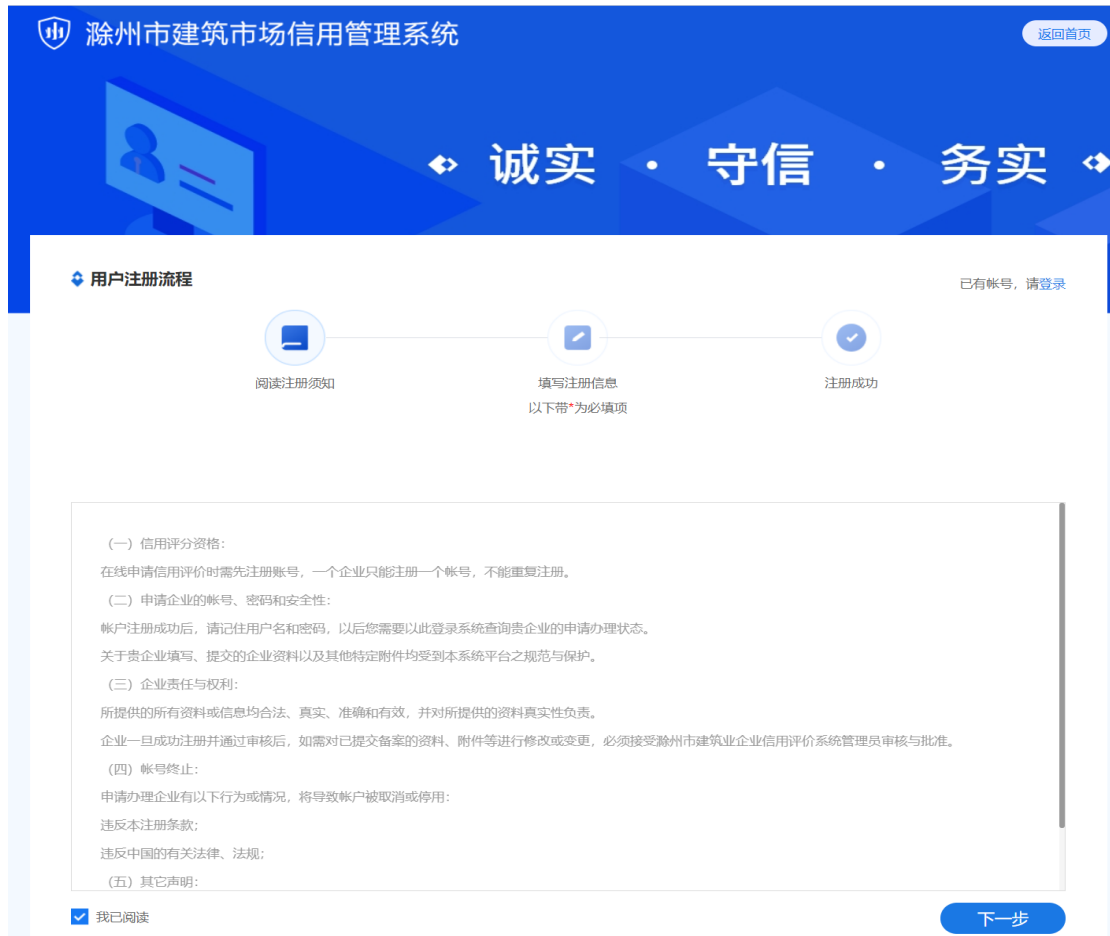 滁州市建筑市场信用管理系统
返回首页
诚实 · 守信 · 务实
用户注册流程
已有帐号，请登录
阅读注册须知
填写注册信息
注册成功
以下带*为必填项
（一）信用评分资格：
在线申请信用评价时需先注册账号，一个企业只能注册一个帐号，不能重复注册。
（二）申请企业的帐号、密码和安全性：
帐户注册成功后，请记住用户名和密码，以后您需要以此登录系统查询贵企业的申请办理状态。
关于贵企业填写、提交的企业资料以及其他特定附件均受到本系统平台之规范与保护。
（三）企业责任与权利：
所提供的所有资料或信息均合法、真实、准确和有效，并对所提供的资料真实性负责。
企业一旦成功注册并通过审核后，如需对已提交备案的资料、附件等进行修改或变更，必须接受滁州市建筑业企业信用评价系统管理员审核与批准。
（四）帐号终止：
申请办理企业有以下行为或情况，将导致帐户被取消或停用：
违反本注册条款；
违反中国的有关法律、法规；
（五）其它声明：
我已阅读
下一步